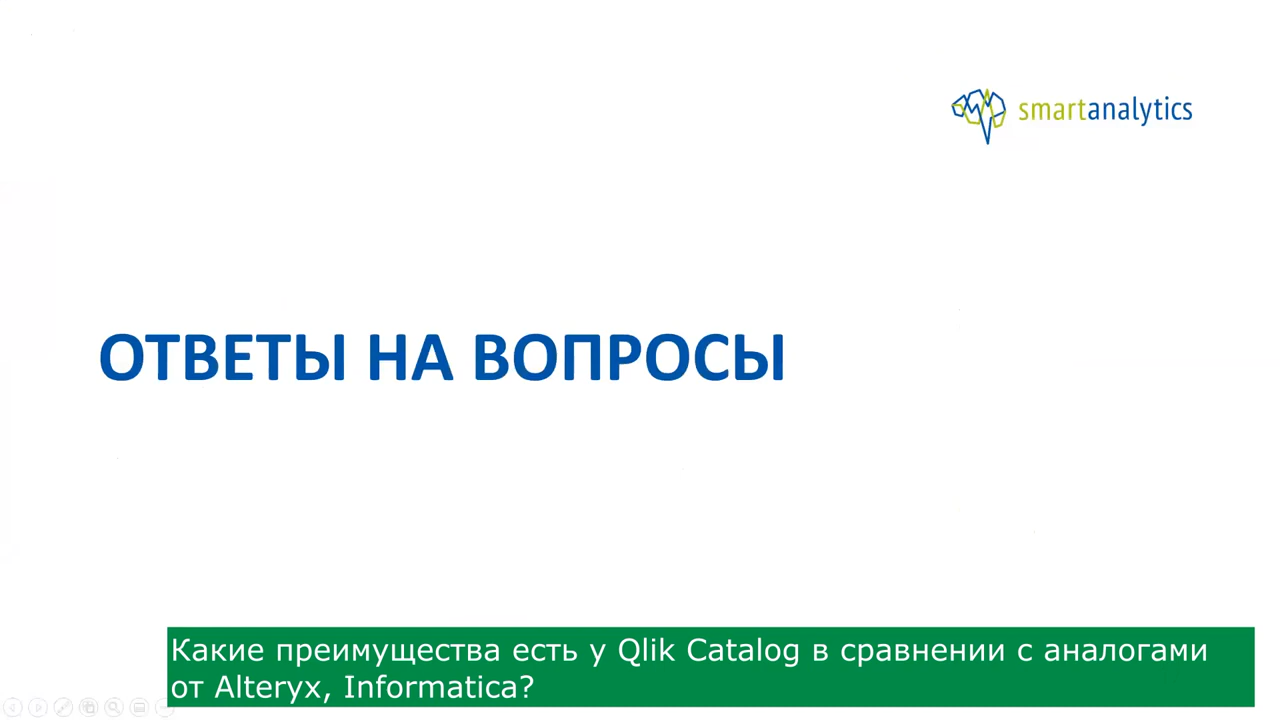 smartanalytics
ОТВЕТЫ НА ВОПРОСЫ
Какие преимущества есть у Qlik Catalog в сравнении с аналогами
от Alteryx, Informatica?